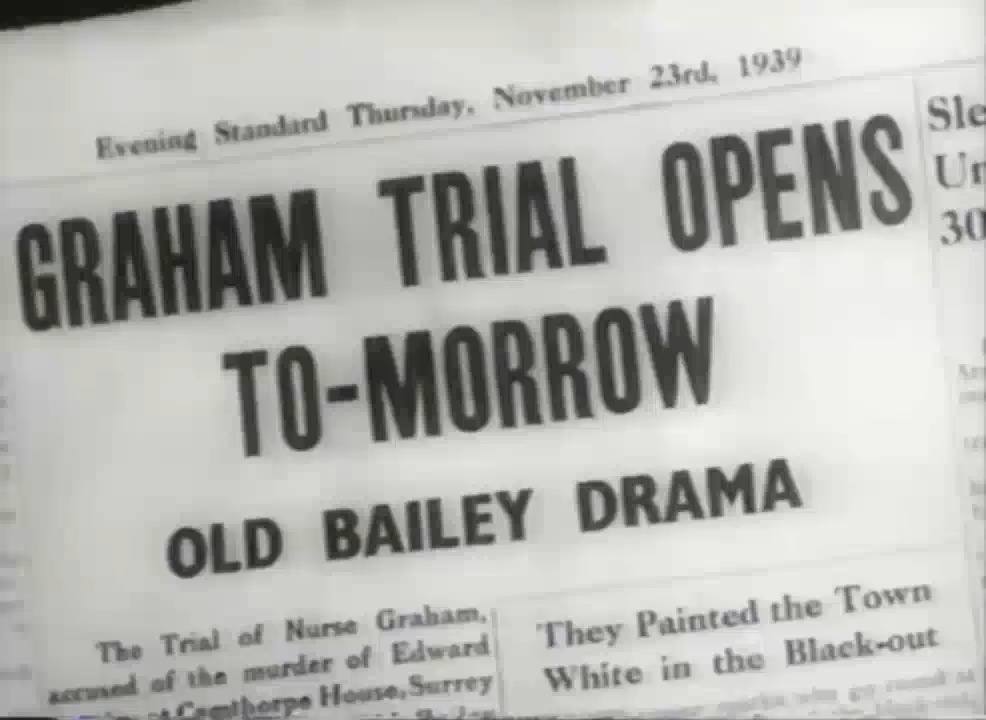 Evening Standard Thursday, November 23rd, 1939
GRAHAM TRIAL OPENS
TO-MORROW
OLD BAILEY DRAMA
The Trial of Nurse Graham,
accused of the murder of Edward
at Camthorpe House, Surrey
They Painted the Town
White in the Black-out
30